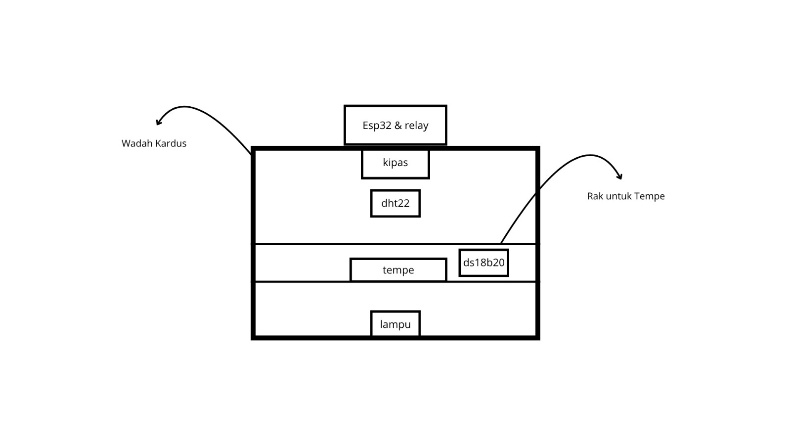 Esp32 & relay
Wadah Kardus
kipas
dht22
Rak untuk Tempe
ds18b20
tempe
lampu